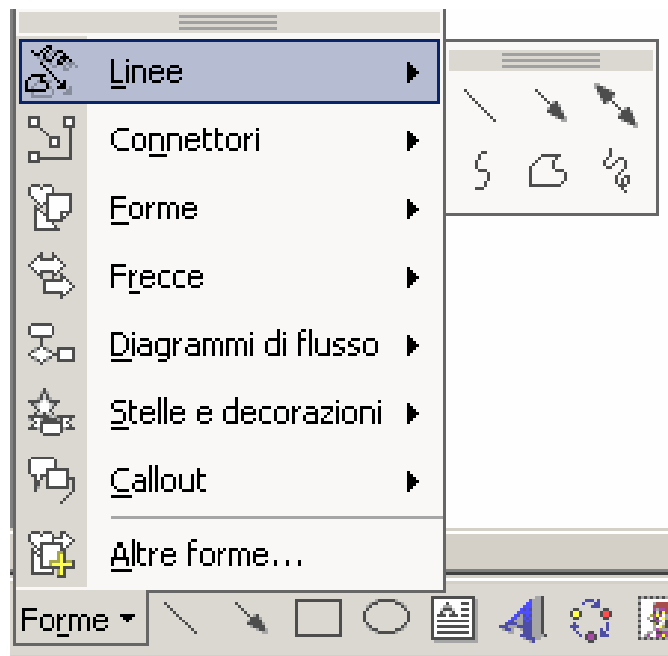 Linee
Connettori
Forme
Frecce
Diagrammi di flusso
Stelle e decorazioni
Callout
Altre forme...
Forme